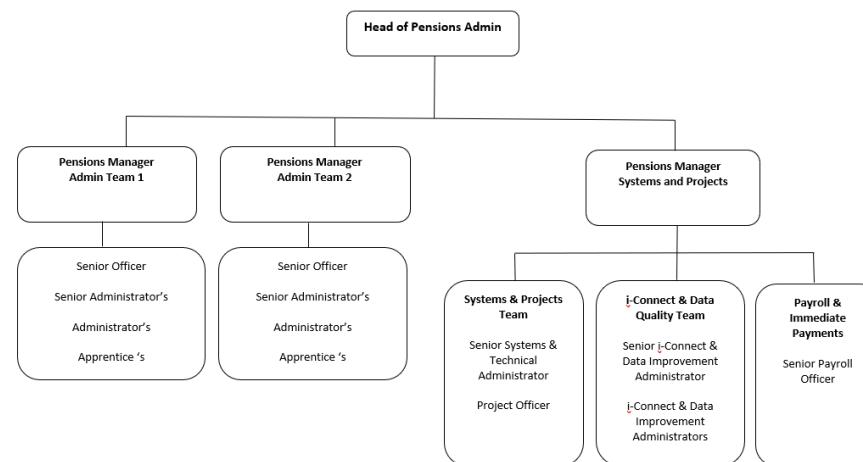 Head of Pensions Admin
Pensions Manager
Admin Team 1
Pensions Manager
Admin Team 2
Pensions Manager
Systems and Projects
Senior Officer
Senior Administrator’s
Administrator’s
Apprentice ‘s
Senior Officer
Senior Administrator’s
Administrator’s
Apprentice ‘s
Systems & Projects
Team
Senior Systems &
Technical
Administrator
Project Officer
i-Connect & Data
Quality Team
Senior i-Connect &
Data Improvement
Administrator
i-Connect & Data
Improvement
Administrators
Payroll &
Immediate
Payments
Senior Payroll
Officer